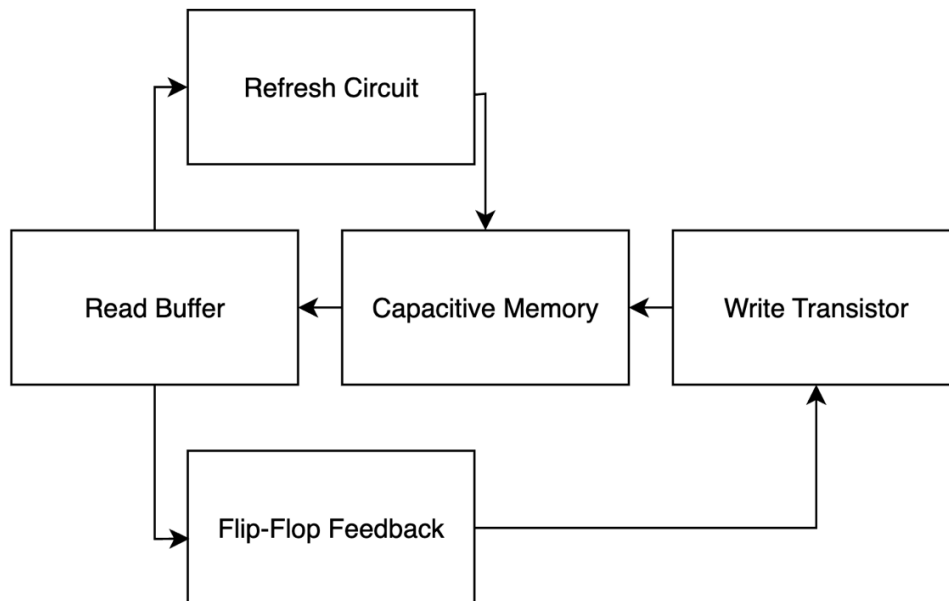 Refresh Circuit
Read Buffer
Capacitive Memory
Write Transistor
Flip-Flop Feedback